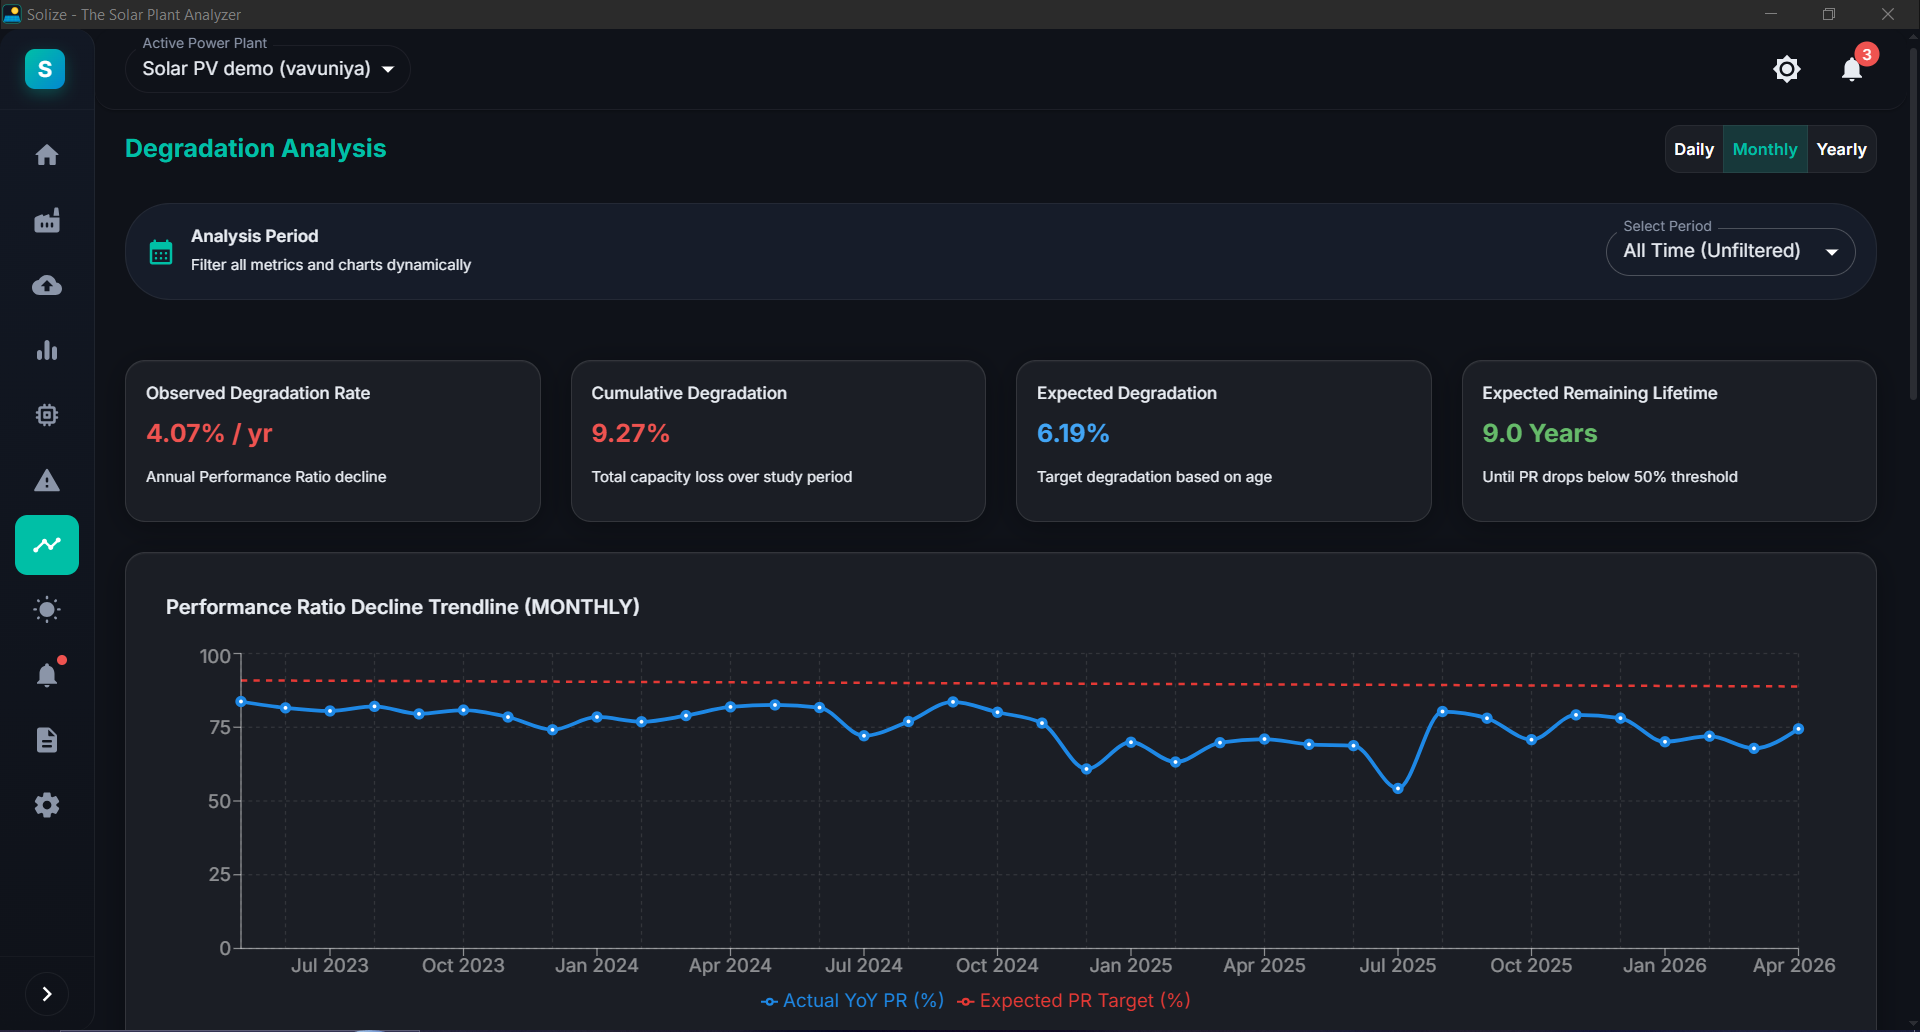 Solize - The Solar Plant Analyzer
S
Active Power Plant
Solar PV demo (vavuniya)
3
Degradation Analysis
Daily Monthly Yearly
Analysis Period
Filter all metrics and charts dynamically
Select Period
All Time (Unfiltered)
Observed Degradation Rate
4.07% / yr
Annual Performance Ratio decline
Cumulative Degradation
9.27%
Total capacity loss over study period
Expected Degradation
6.19%
Target degradation based on age
Expected Remaining Lifetime
9.0 Years
Until PR drops below 50% threshold
Performance Ratio Decline Trendline (MONTHLY)
100
75
50
25
0
Jul 2023 Oct 2023 Jan 2024 Apr 2024 Jul 2024 Oct 2024 Jan 2025 Apr 2025 Jul 2025 Oct 2025 Jan 2026 Apr 2026
Actual YoY PR (%) Expected PR Target (%)